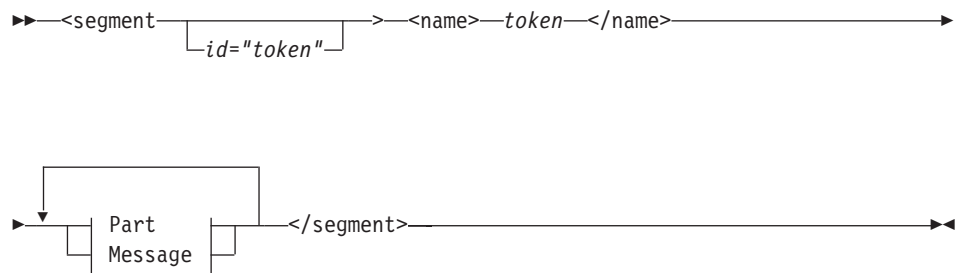 <segment > <name> token </name>
id="token"
Part </segment>
Message